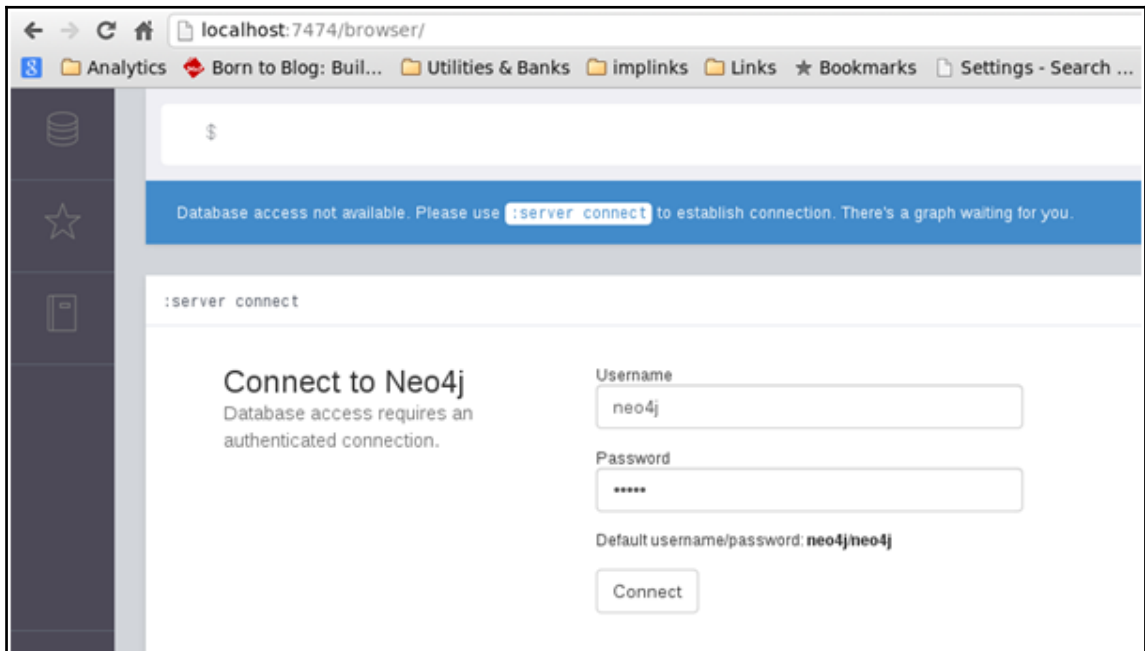 localhost:7474/browser/
8 Analytics Born to Blog: Buil... Utilities & Banks implinks Links Bookmarks Settings - Search ...
$
Database access not available. Please use :server connect to establish connection. There's a graph waiting for you.
:server connect
Connect to Neo4j
Database access requires an
authenticated connection.
Username
neo4j
Password
•••••
Default username/password: neo4j/neo4j
Connect